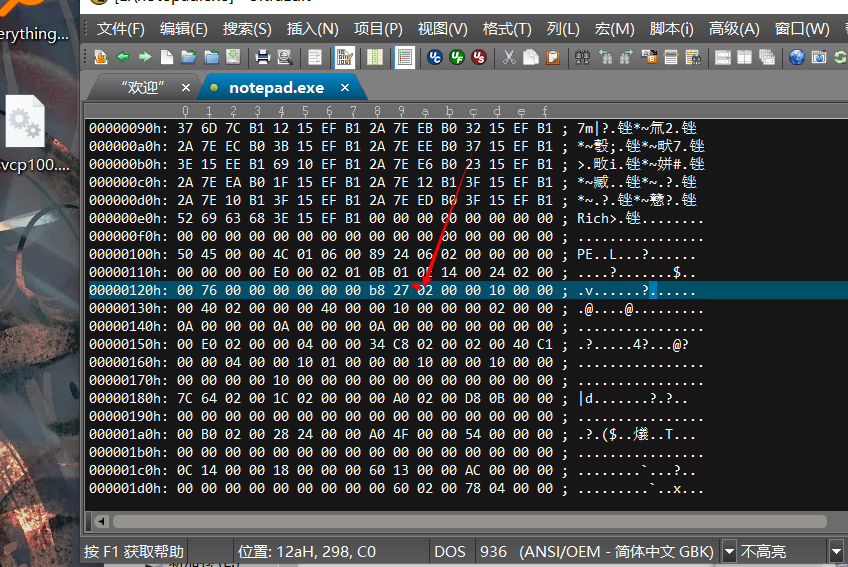 erything...
vcp100....
文件(F) 编辑(E) 搜索(S) 插入(N) 项目(P) 视图(V) 格式(T) 列(L) 宏(M) 脚本(i) 高级(A) 窗口(W)
“欢迎” × notepad.exe ×
0 1 2 3 4 5 6 7 8 9 a b c d e f
00000090h: 37 6D 7C B1 12 15 EF B1 2A 7E EB B0 32 15 EF B1 ; 7m|?.锉*~氚2.锉
000000a0h: 2A 7E EC B0 3B 15 EF B1 2A 7E EE B0 37 15 EF B1 ; *~彀;.锉*~畎7.锉
000000b0h: 3E 15 EE B1 69 10 EF B1 2A 7E E6 B0 23 15 EF B1 ; >.畋i.锉*~姘#.锉
000000c0h: 2A 7E EA B0 1F 15 EF B1 2A 7E 12 B1 3F 15 EF B1 ; *~臧..锉*~.?.锉
000000d0h: 2A 7E 10 B1 3F 15 EF B1 2A 7E ED B0 3F 15 EF B1 ; *~.?.锉*~戆?.锉
000000e0h: 52 69 63 68 3E 15 EF B1 00 00 00 00 00 00 00 00 ; Rich>.锉........
000000f0h: 00 00 00 00 00 00 00 00 00 00 00 00 00 00 00 00 ; ................
00000100h: 50 45 00 00 4C 01 06 00 89 24 06 02 00 00 00 00 ; PE..L...?......
00000110h: 00 00 00 00 E0 00 02 01 0B 01 0E 14 00 24 02 00 ; ....?.......$..
00000120h: 00 76 00 00 00 00 00 00 b8 27 02 00 00 10 00 00 ; .v......?......
00000130h: 00 40 02 00 00 00 40 00 00 10 00 00 00 02 00 00 ; .@....@.........
00000140h: 0A 00 00 00 0A 00 00 00 0A 00 00 00 00 00 00 00 ; ................
00000150h: 00 E0 02 00 00 04 00 00 34 C8 02 00 02 00 40 C1 ; .?.....4?...@?
00000160h: 00 00 04 00 00 10 01 00 00 00 10 00 00 10 00 00 ; ................
00000170h: 00 00 00 00 10 00 00 00 00 00 00 00 00 00 00 00 ; ................
00000180h: 7C 64 02 00 1C 02 00 00 00 A0 02 00 D8 0B 00 00 ; |d.......?.?..
00000190h: 00 00 00 00 00 00 00 00 00 00 00 00 00 00 00 00 ; ................
000001a0h: 00 B0 02 00 28 24 00 00 A0 4F 00 00 54 00 00 00 ; .?.($..燨..T...
000001b0h: 00 00 00 00 00 00 00 00 00 00 00 00 00 00 00 00 ; ................
000001c0h: 0C 14 00 00 18 00 00 00 60 13 00 00 AC 00 00 00 ; ........`...?..
000001d0h: 00 00 00 00 00 00 00 00 60 02 00 78 04 00 00 00 ; .........`..x...
按 F1 获取帮助 位置: 12aH, 298, C0 DOS 936 (ANSI/OEM - 简体中文 GBK) 不高亮